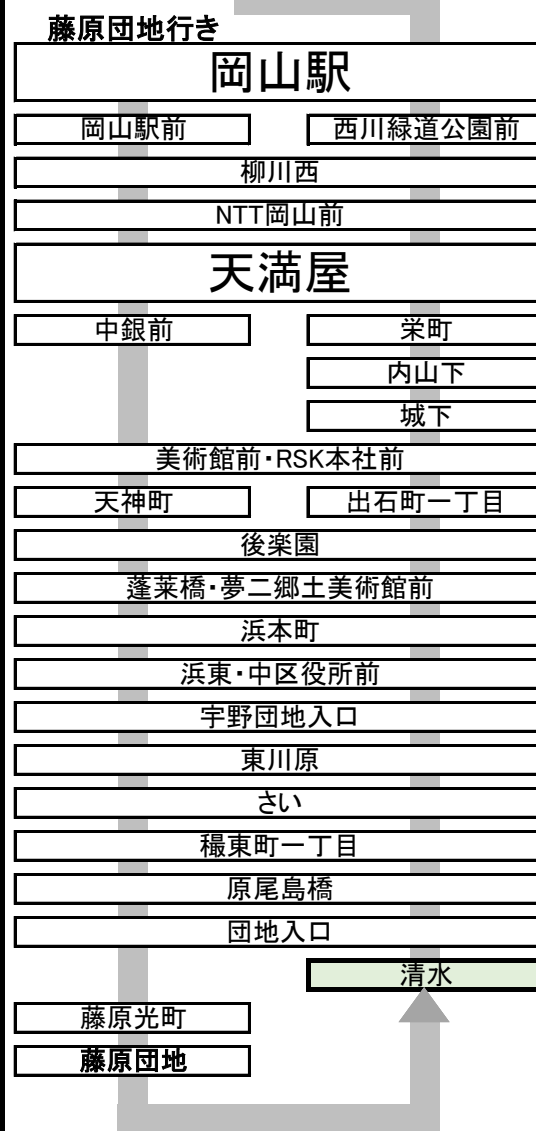 藤原団地行き
岡山駅
岡山駅前 西川緑道公園前
柳川西
NTT岡山前
天満屋
中銀前 栄町
内山下
城下
美術館前・RSK本社前
天神町 出石町一丁目
後楽園
蓬莱橋・夢二郷土美術館前
浜本町
浜東・中区役所前
宇野団地入口
東川原
さい
穝東町一丁目
原尾島橋
団地入口
清水
藤原光町
藤原団地